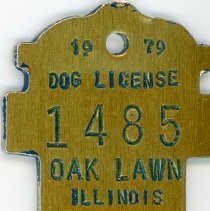 19 79
DOG LICENSE
1485
OAK LAWN
ILLINOIS